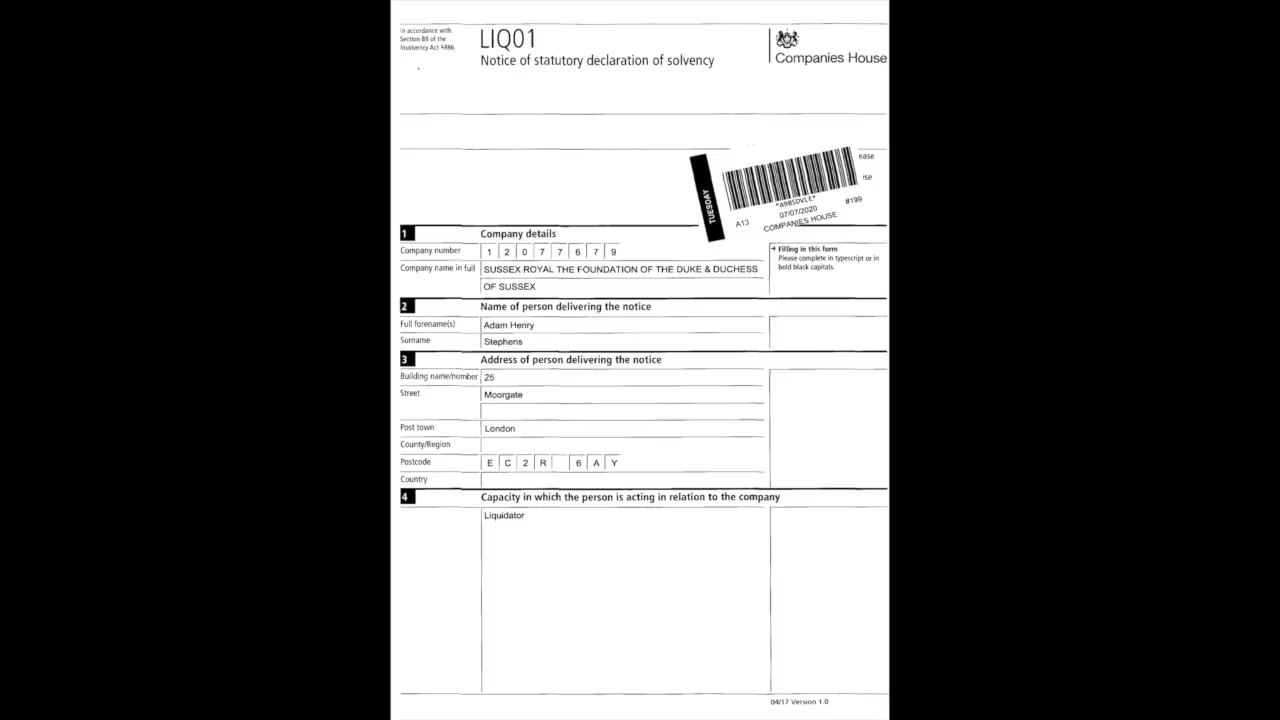 In accordance with
Section 89 of the
Insolvency Act 1986.
LIQ01
Notice of statutory declaration of solvency
Companies House
ease
se
TUESDAY
*A985DVLE*
A13 07/07/2020 #199
COMPANIES HOUSE
1 Company details
Company number 1 2 0 7 7 6 7 9
→ Filling in this form
Please complete in typescript or in
bold black capitals.
Company name in full SUSSEX ROYAL THE FOUNDATION OF THE DUKE & DUCHESS
OF SUSSEX
2 Name of person delivering the notice
Full forename(s) Adam Henry
Surname Stephens
3 Address of person delivering the notice
Building name/number 25
Street Moorgate
Post town London
County/Region
Postcode E C 2 R 6 A Y
Country
4 Capacity in which the person is acting in relation to the company
Liquidator
04/17 Version 1.0